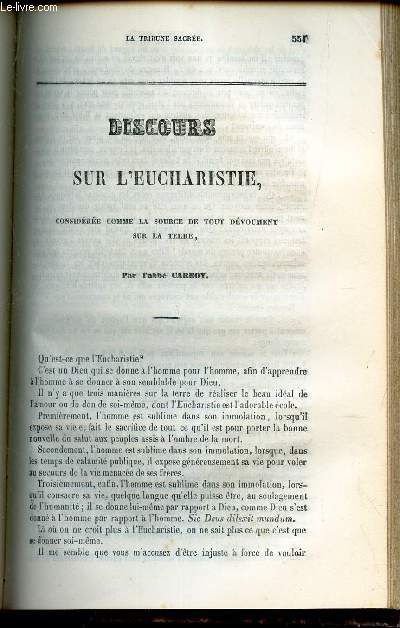 Le-livre.com
LA TRIBUNE SACRÉE. 551
DISCOURS
SUR L'EUCHARISTIE,
CONSIDÉRÉE COMME LA SOURCE DE TOUT DÉVOUMENT
SUR LA TERRE,
Par l'abbé CARBOY.
Qu'est-ce que l'Eucharistie?
C'est un Dieu qui se donne à l'homme pour l'homme, afin d'apprendre
à l'homme à se donner à son semblable pour Dieu.
Il n'y a que trois manières sur la terre de réaliser le beau idéal de
l'amour ou du don de soi-même, dont l'Eucharistie est l'adorable école.
Premièrement, l'homme est sublime dans son immolation, lorsqu'il
expose sa vie et fait le sacrifice de tout ce qu'il est pour porter la bonne
nouvelle du salut aux peuples assis à l'ombre de la mort.
Secondement, l'homme est sublime dans son immolation, lorsque, dans
les temps de calamité publique, il expose généreusement sa vie pour voler
au secours de la vie menacée de ses frères.
Troisièmement, enfin, l'homme est sublime dans son immolation, lors-
qu'il consacre sa vie, quelque longue qu'elle puisse être, au soulagement
de l'humanité; il se donne lui-même par rapport à Dieu, comme Dieu s'est
donné à l'homme par rapport à l'homme. Sic Deus dilexit mundum.
Là où on ne croit plus à l'Eucharistie, on ne sait plus ce que c'est que
se donner soi-même.
Il me semble que vous m'accusez d'être injuste à force de vouloir